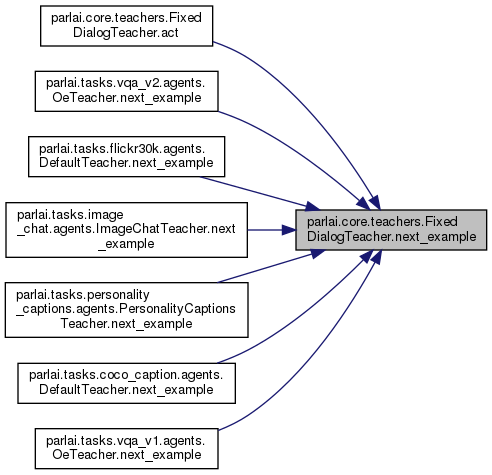 parlai.core.teachers.Fixed
DialogTeacher.act
parlai.tasks.vqa_v2.agents.
OeTeacher.next_example
parlai.tasks.flickr30k.agents.
DefaultTeacher.next_example
parlai.tasks.image
_chat.agents.ImageChatTeacher.next
_example
parlai.core.teachers.Fixed
DialogTeacher.next_example
parlai.tasks.personality
_captions.agents.PersonalityCaptions
Teacher.next_example
parlai.tasks.coco_caption.agents.
DefaultTeacher.next_example
parlai.tasks.vqa_v1.agents.
OeTeacher.next_example